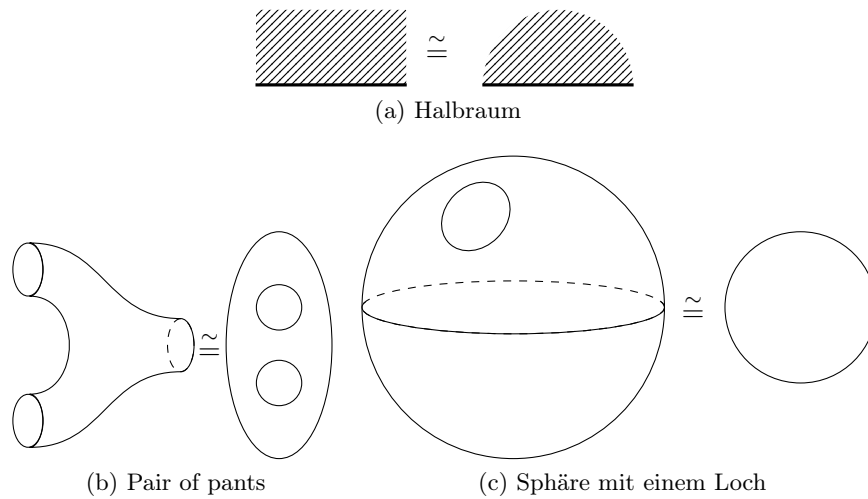 ≅
(a) Halbraum
≅ ≅
(b) Pair of pants
(c) Sphäre mit einem Loch